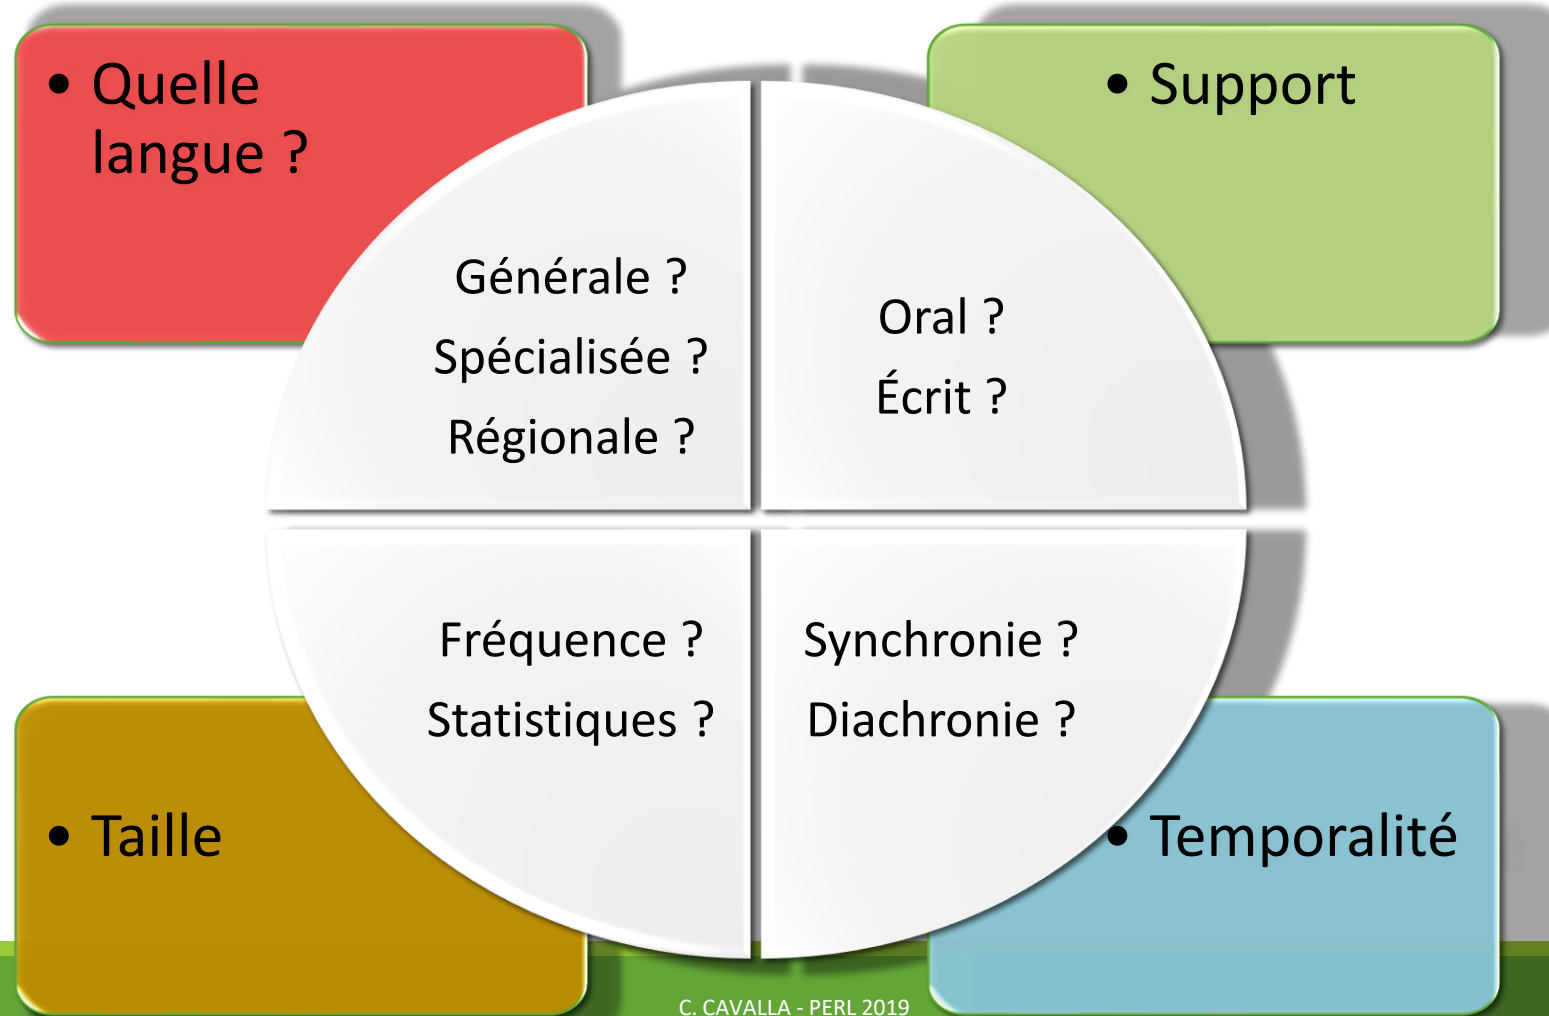 • Quelle
langue ?
Générale ?
Spécialisée ?
Régionale ?
• Support
Oral ?
Écrit ?
Fréquence ?
Statistiques ?
• Taille
Synchronie ?
Diachronie ?
• Temporalité
C. CAVALLA - PERL 2019